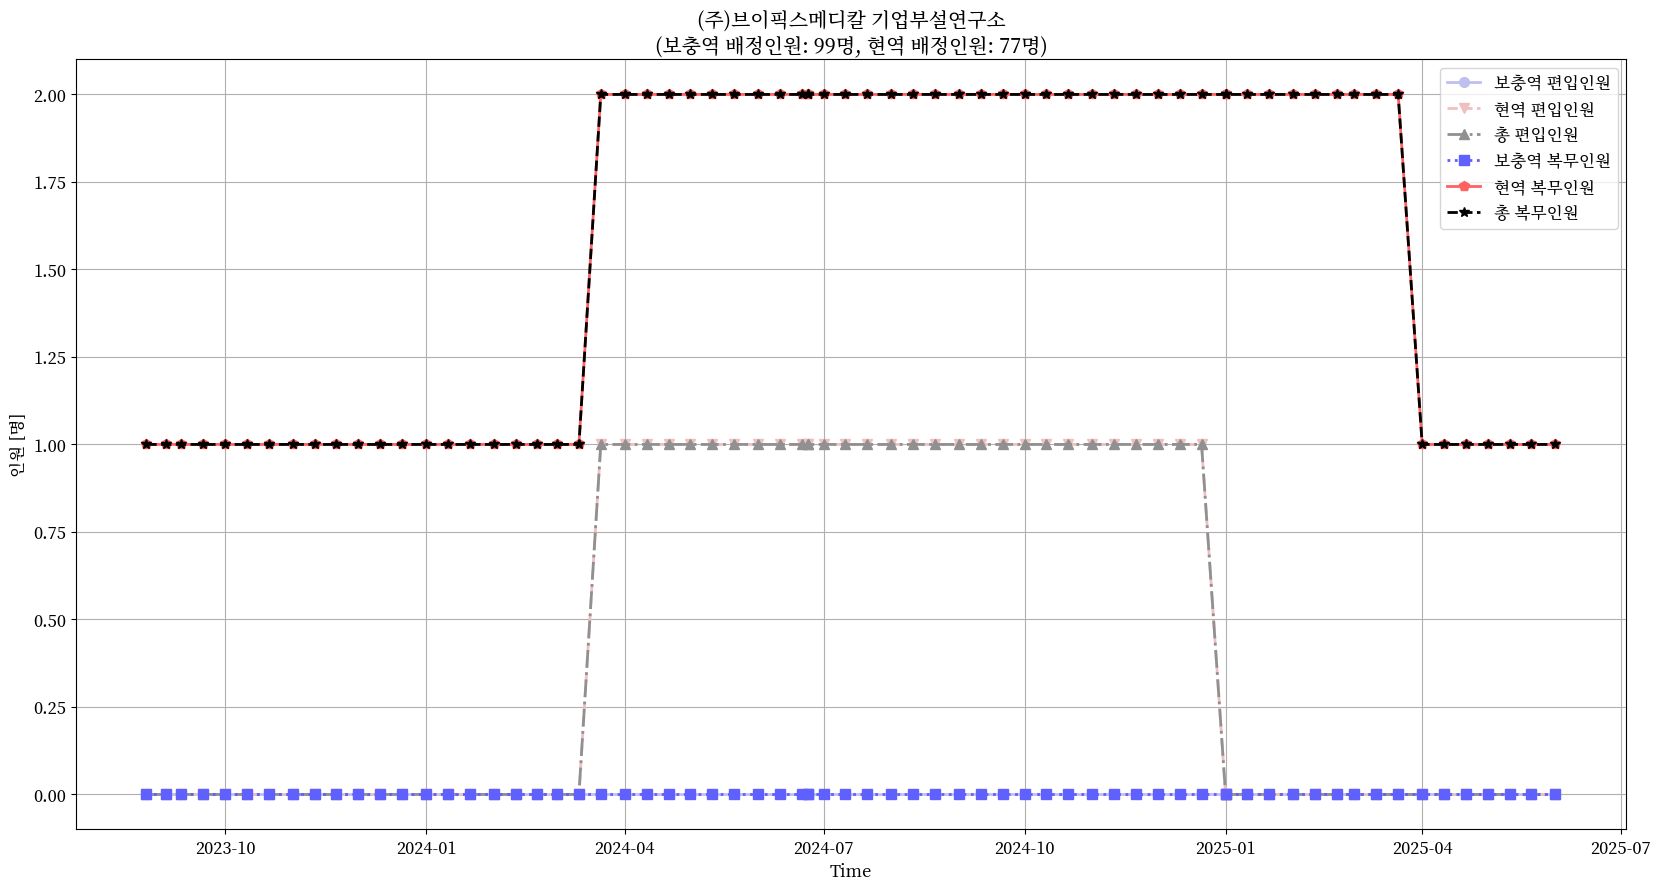 (주)브이픽스메디칼 기업부설연구소
(보충역 배정인원: 99명, 현역 배정인원: 77명)
보충역 편입인원
현역 편입인원
총 편입인원
보충역 복무인원
현역 복무인원
총 복무인원
2.00
1.75
1.50
1.25
1.00
0.75
0.50
0.25
0.00
인원 [명]
2023-10
2024-01
2024-04
2024-07
2024-10
2025-01
2025-04
2025-07
Time